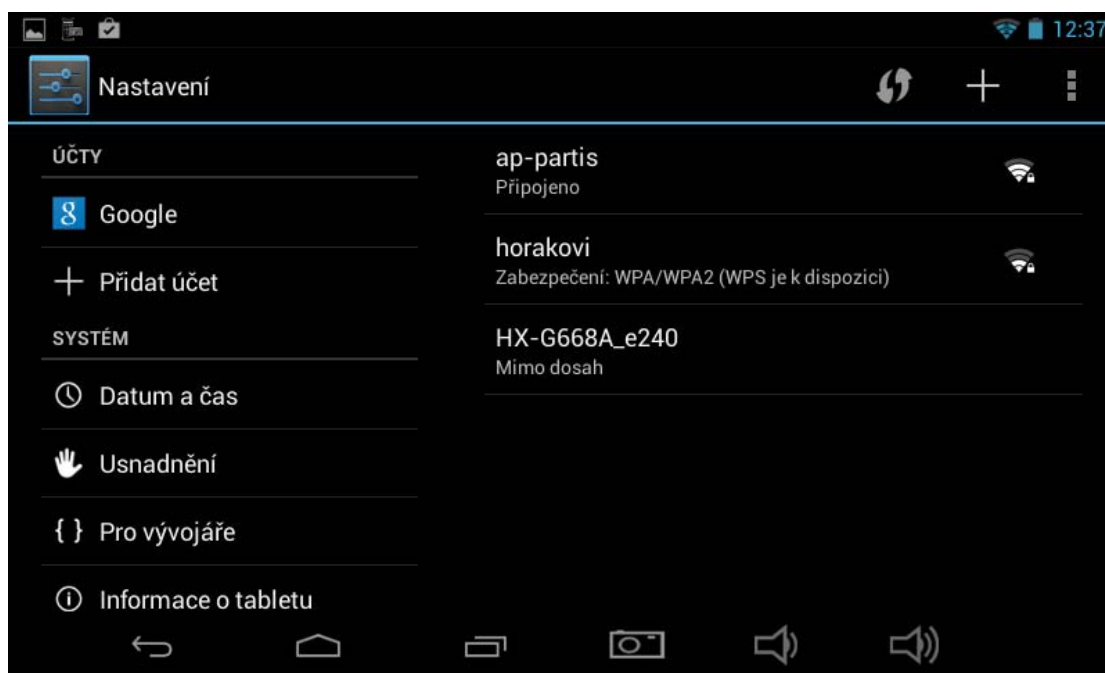 12:37
Nastavení
ÚČTY
Google
Přidat účet
SYSTÉM
Datum a čas
Usnadnění
{ } Pro vývojáře
Informace o tabletu
ap-partis
Připojeno
horakovi
Zabezpečení: WPA/WPA2 (WPS je k dispozici)
HX-G668A_e240
Mimo dosah